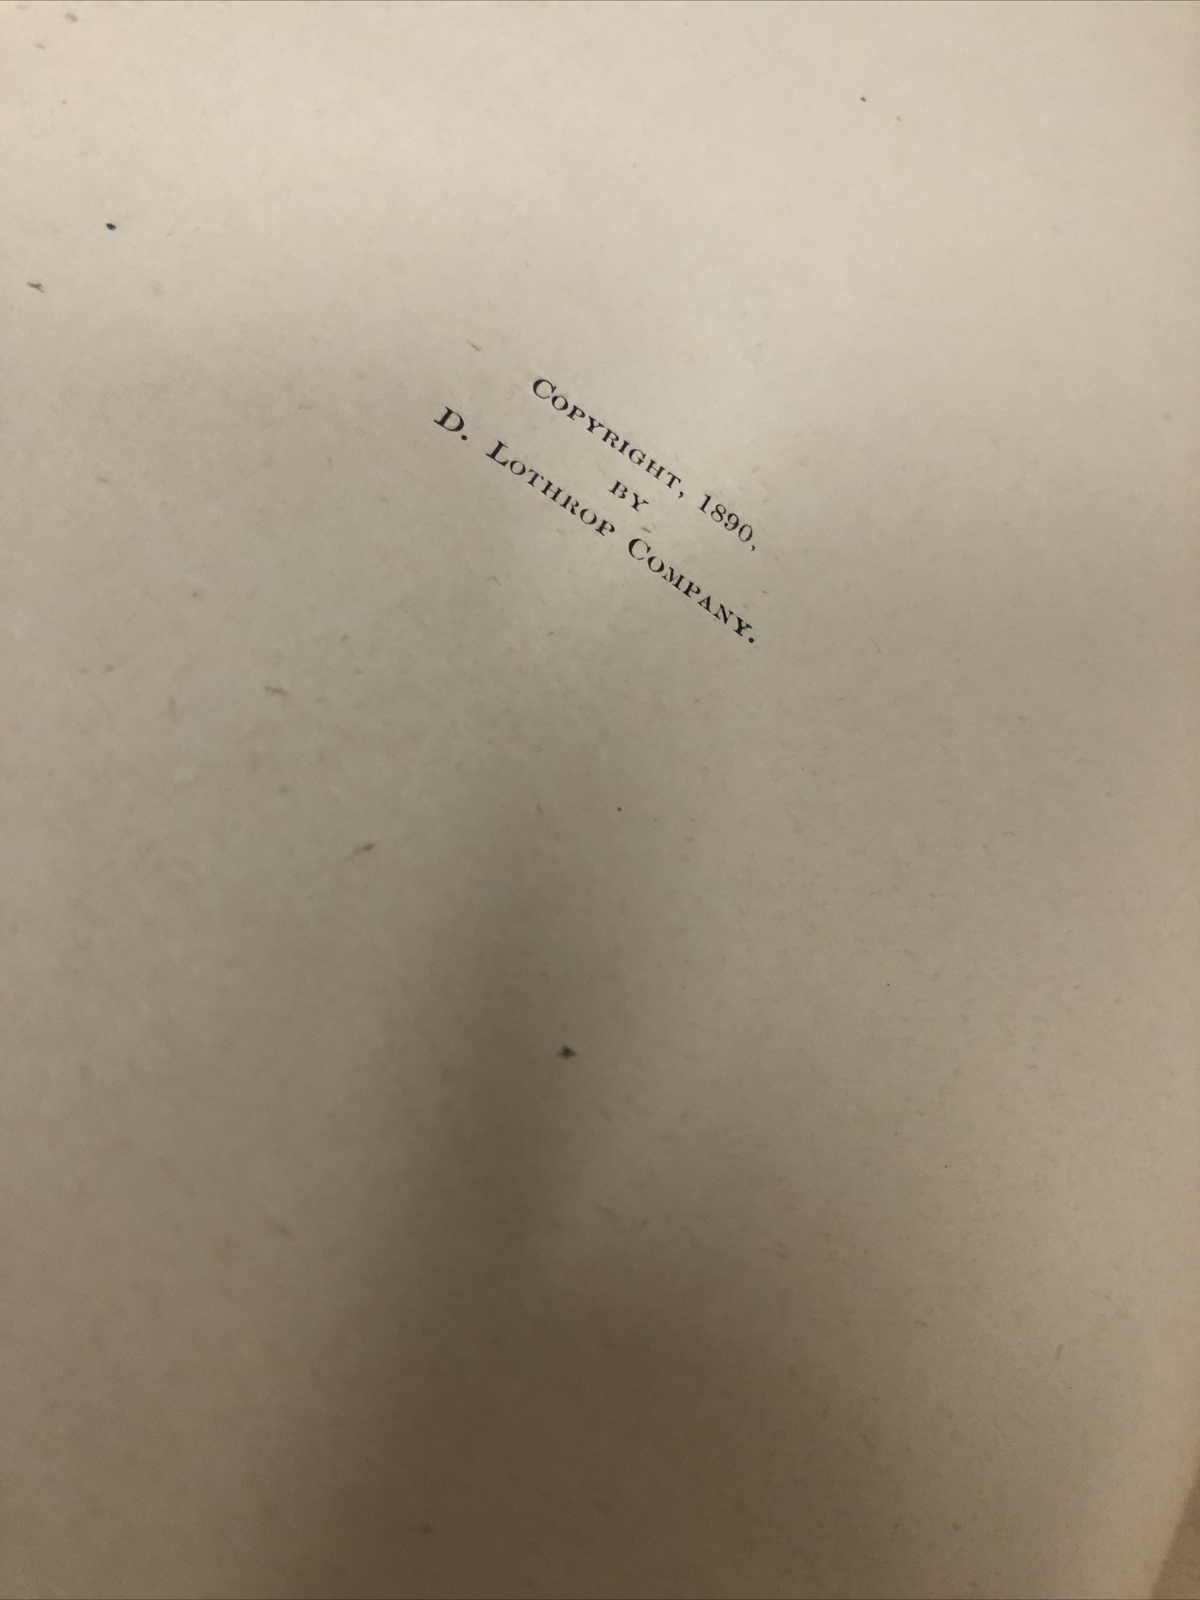 Copyright, 1890,
by
D. Lothrop Company.